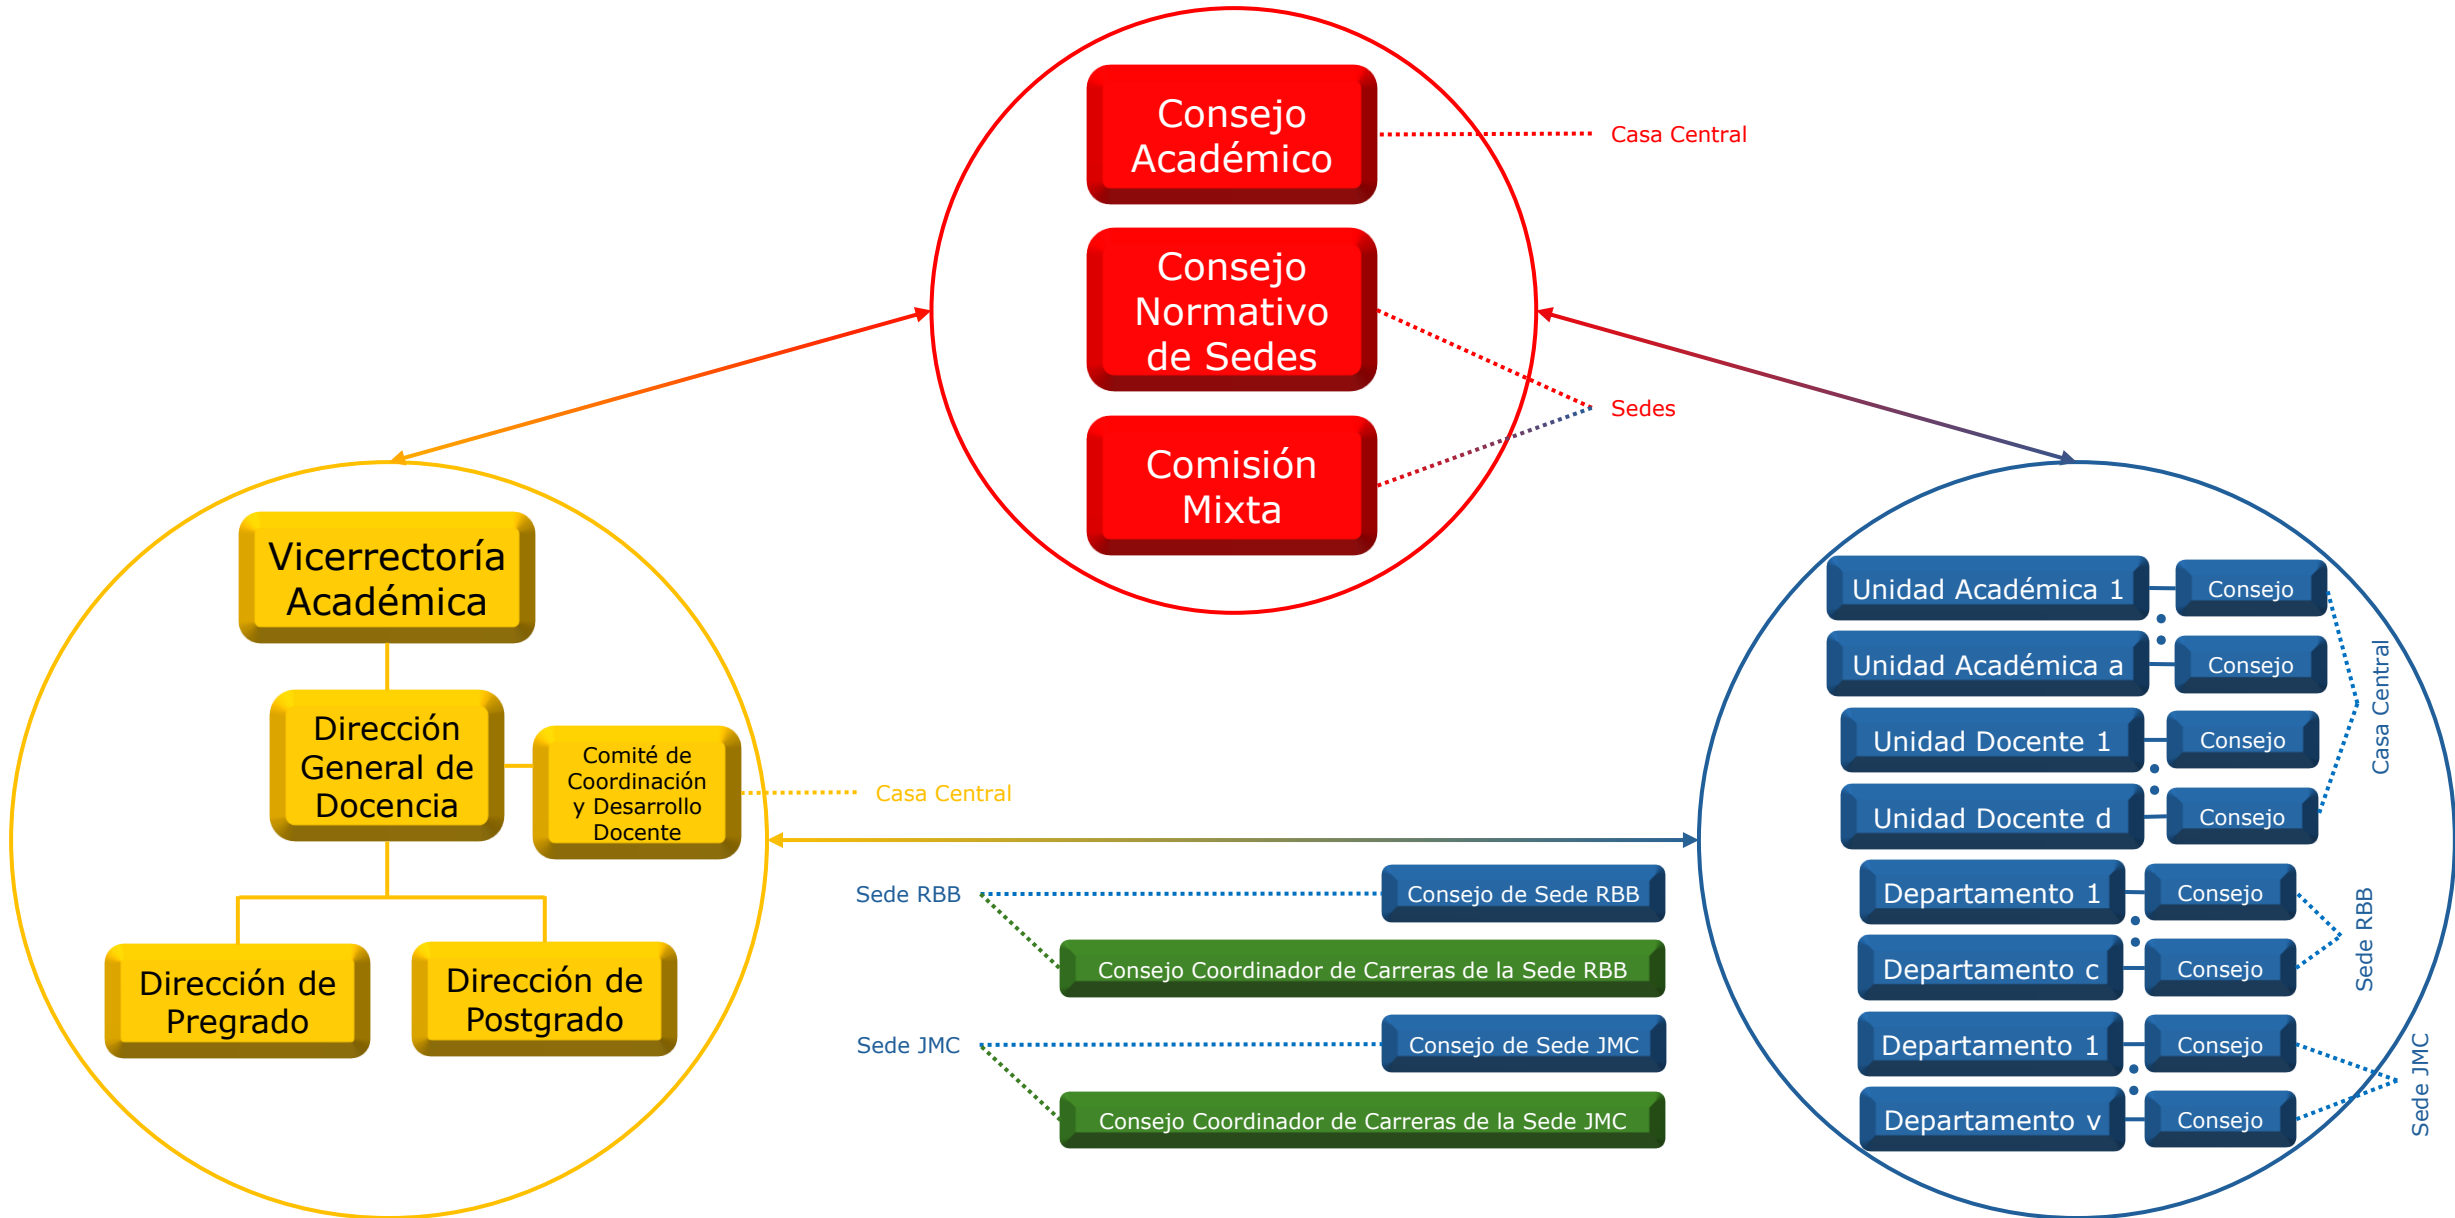 Consejo
Académico
Casa Central
Consejo
Normativo
de Sedes
Sedes
Comisión
Mixta
Vicerrectoría
Académica
Dirección
General de
Docencia
Comité de
Coordinación
y Desarrollo
Docente
Casa Central
Dirección de
Pregrado
Dirección de
Postgrado
Sede RBB
Consejo de Sede RBB
Consejo Coordinador de Carreras de la Sede RBB
Sede JMC
Consejo de Sede JMC
Consejo Coordinador de Carreras de la Sede JMC
Unidad Académica 1
Consejo
Unidad Académica a
Consejo
Unidad Docente 1
Consejo
Unidad Docente d
Consejo
Casa Central
Departamento 1
Consejo
Departamento c
Consejo
Sede RBB
Departamento 1
Consejo
Departamento v
Consejo
Sede JMC